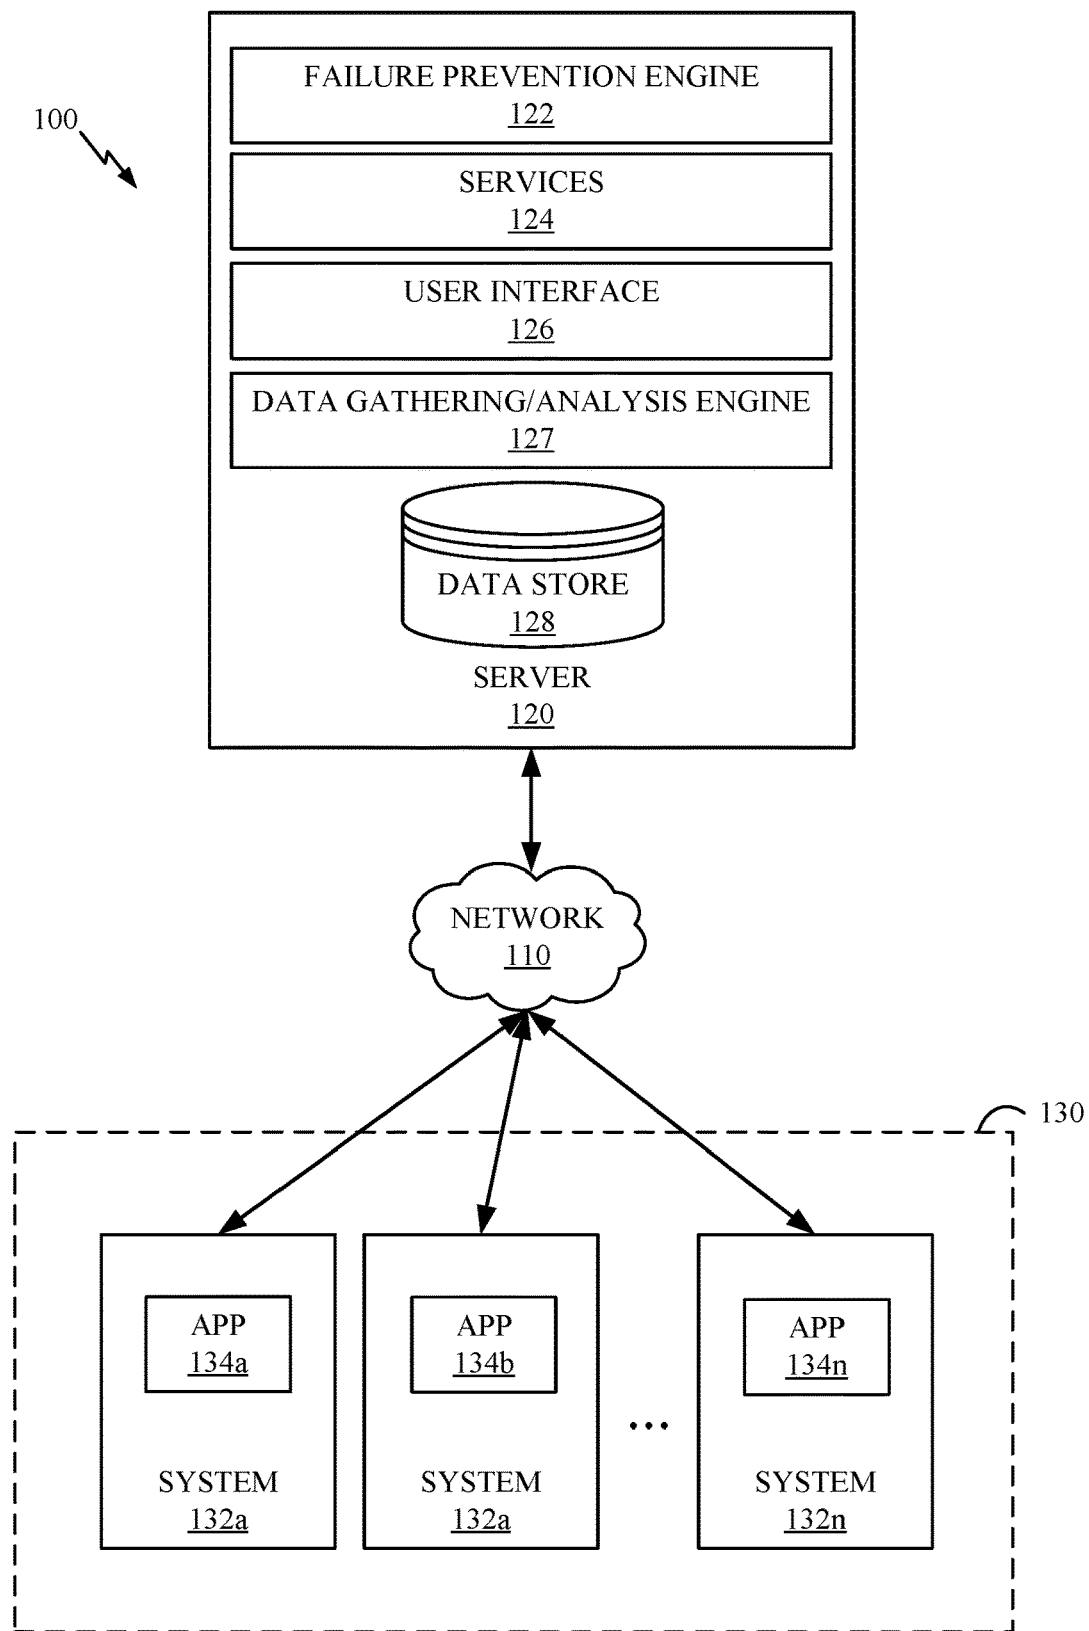 FAILURE PREVENTION ENGINE
122
100
SERVICES
124
USER INTERFACE
126
DATA GATHERING/ANALYSIS ENGINE
127
DATA STORE
128
SERVER
120
NETWORK
110
130
APP
134a
SYSTEM
132a
APP
134b
SYSTEM
132a
...
APP
134n
SYSTEM
132n